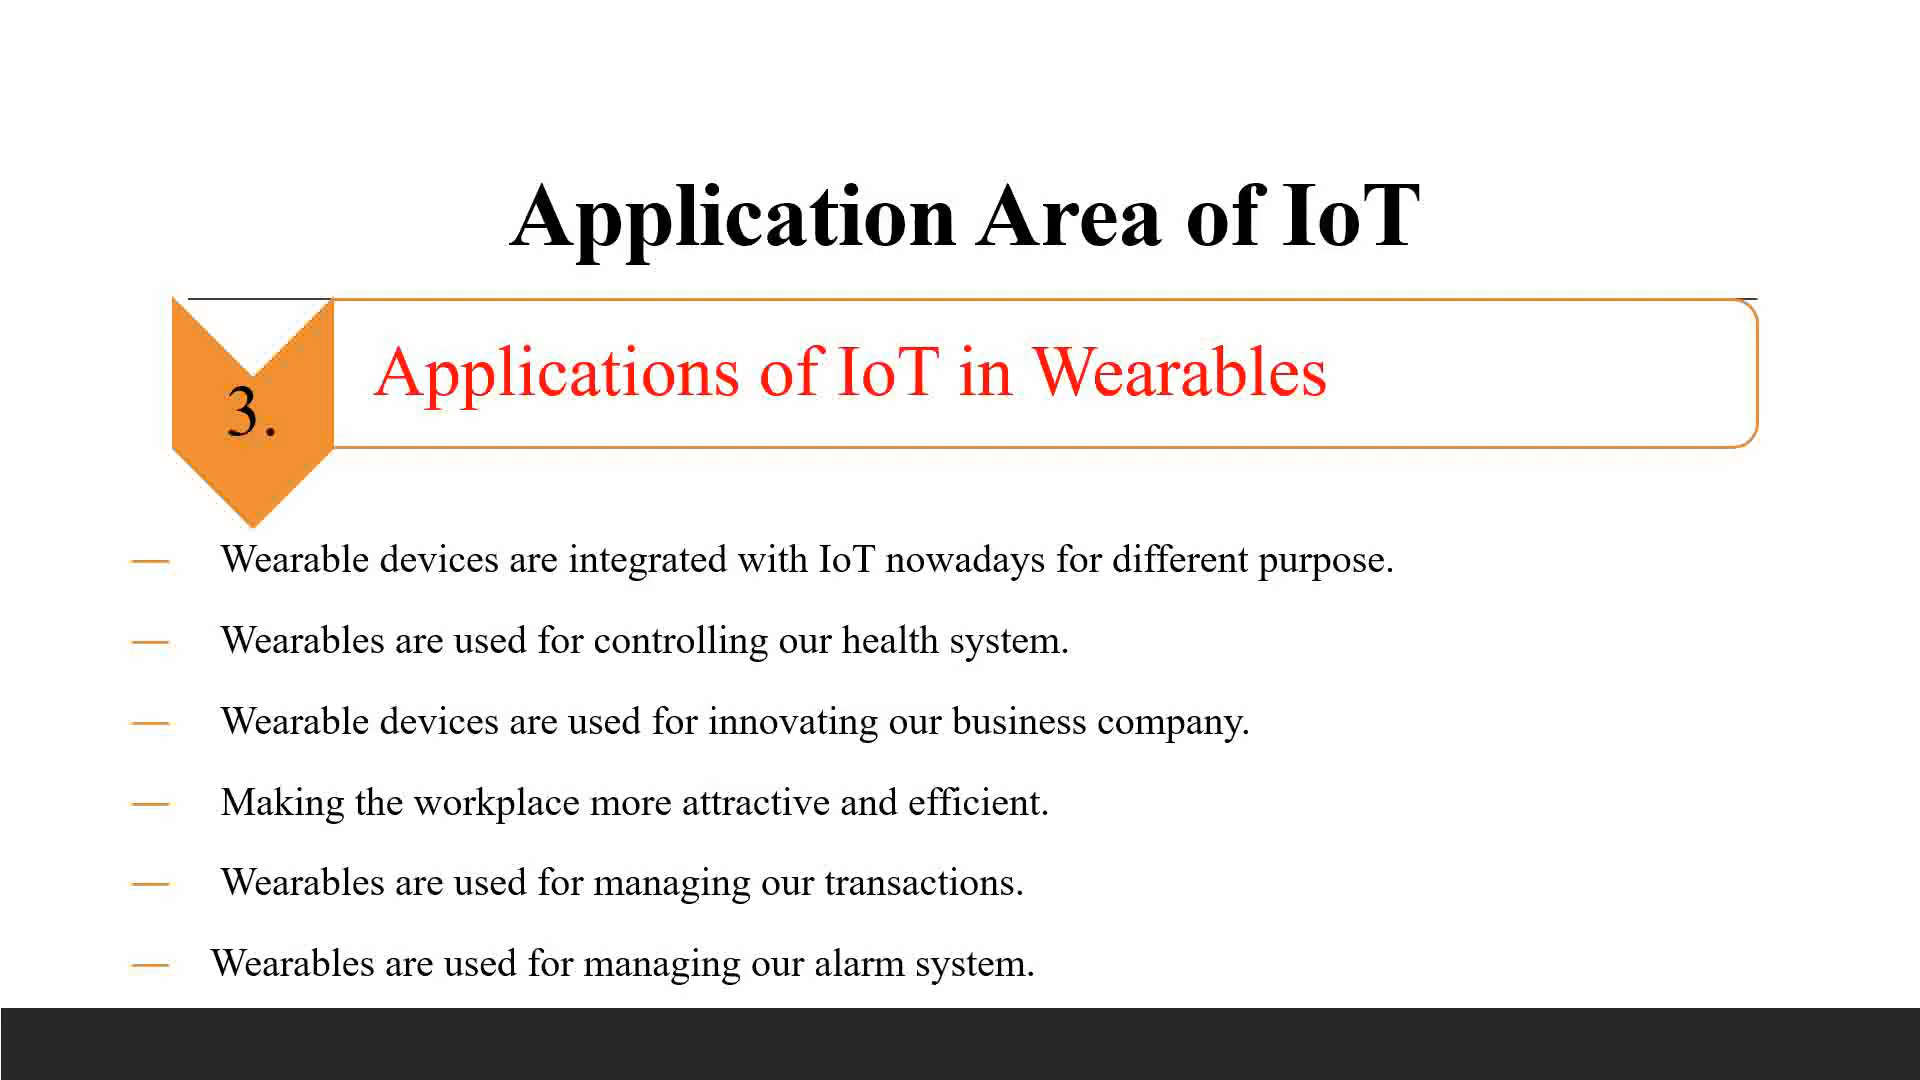 Application Area of IoT
3.
Applications of IoT in Wearables
— Wearable devices are integrated with IoT nowadays for different purpose.
— Wearables are used for controlling our health system.
— Wearable devices are used for innovating our business company.
— Making the workplace more attractive and efficient.
— Wearables are used for managing our transactions.
— Wearables are used for managing our alarm system.